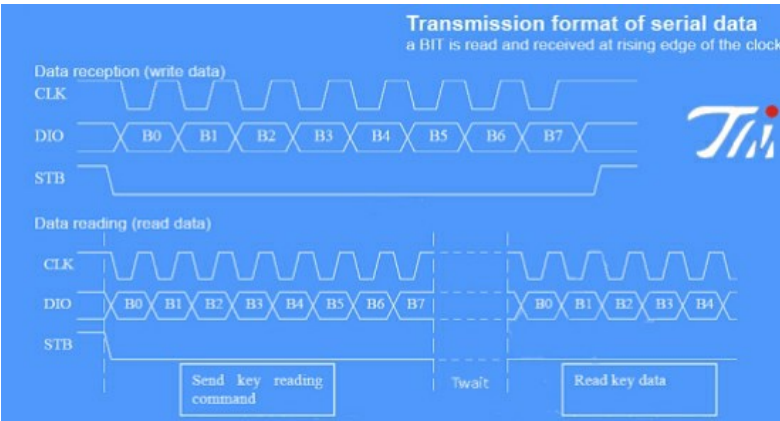 Transmission format of serial data
a BIT is read and received at rising edge of the clock
Data reception (write data)
CLK
DIO B0 B1 B2 B3 B4 B5 B6 B7
STB
TM
Data reading (read data)
CLK
DIO B0 B1 B2 B3 B4 B5 B6 B7 B0 B1 B2 B3 B4
STB
Send key reading
command
Twait
Read key data